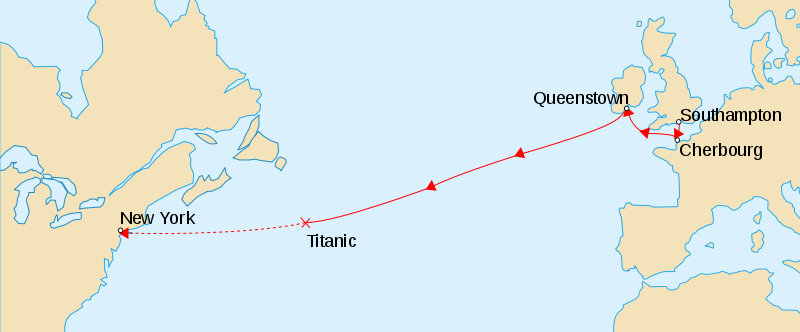 Queenstown
Southampton
Cherbourg
New York
Titanic